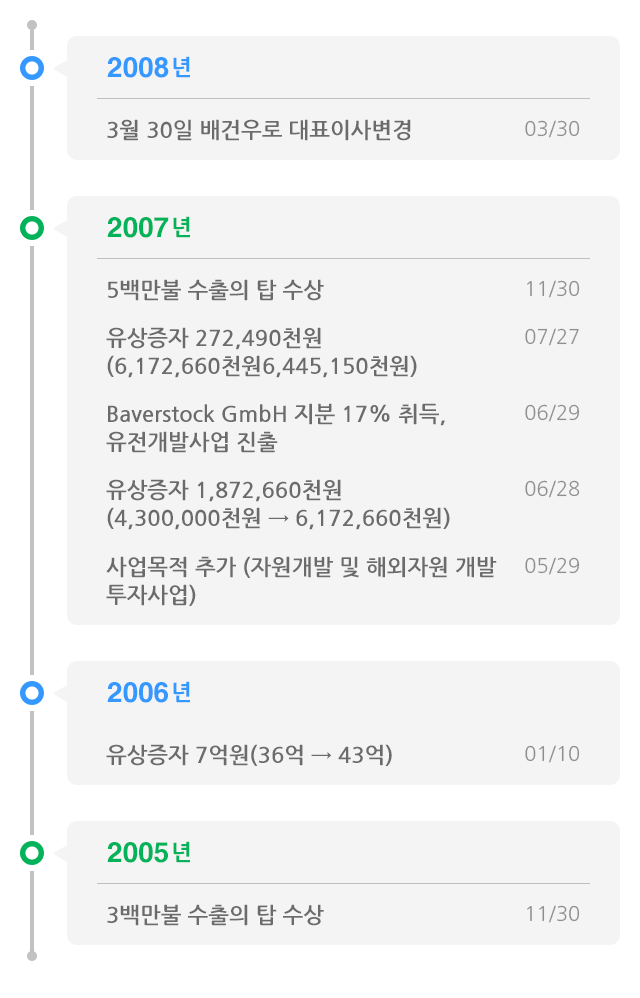 2008년
3월 30일 배건우로 대표이사변경 03/30
2007년
5백만불 수출의 탑 수상 11/30
유상증자 272,490천원 07/27
(6,172,660천원6,445,150천원)
Baverstock GmbH 지분 17% 취득, 06/29
유전개발사업 진출
유상증자 1,872,660천원 06/28
(4,300,000천원 → 6,172,660천원)
사업목적 추가 (자원개발 및 해외자원 개발 05/29
투자사업)
2006년
유상증자 7억원(36억 → 43억) 01/10
2005년
3백만불 수출의 탑 수상 11/30